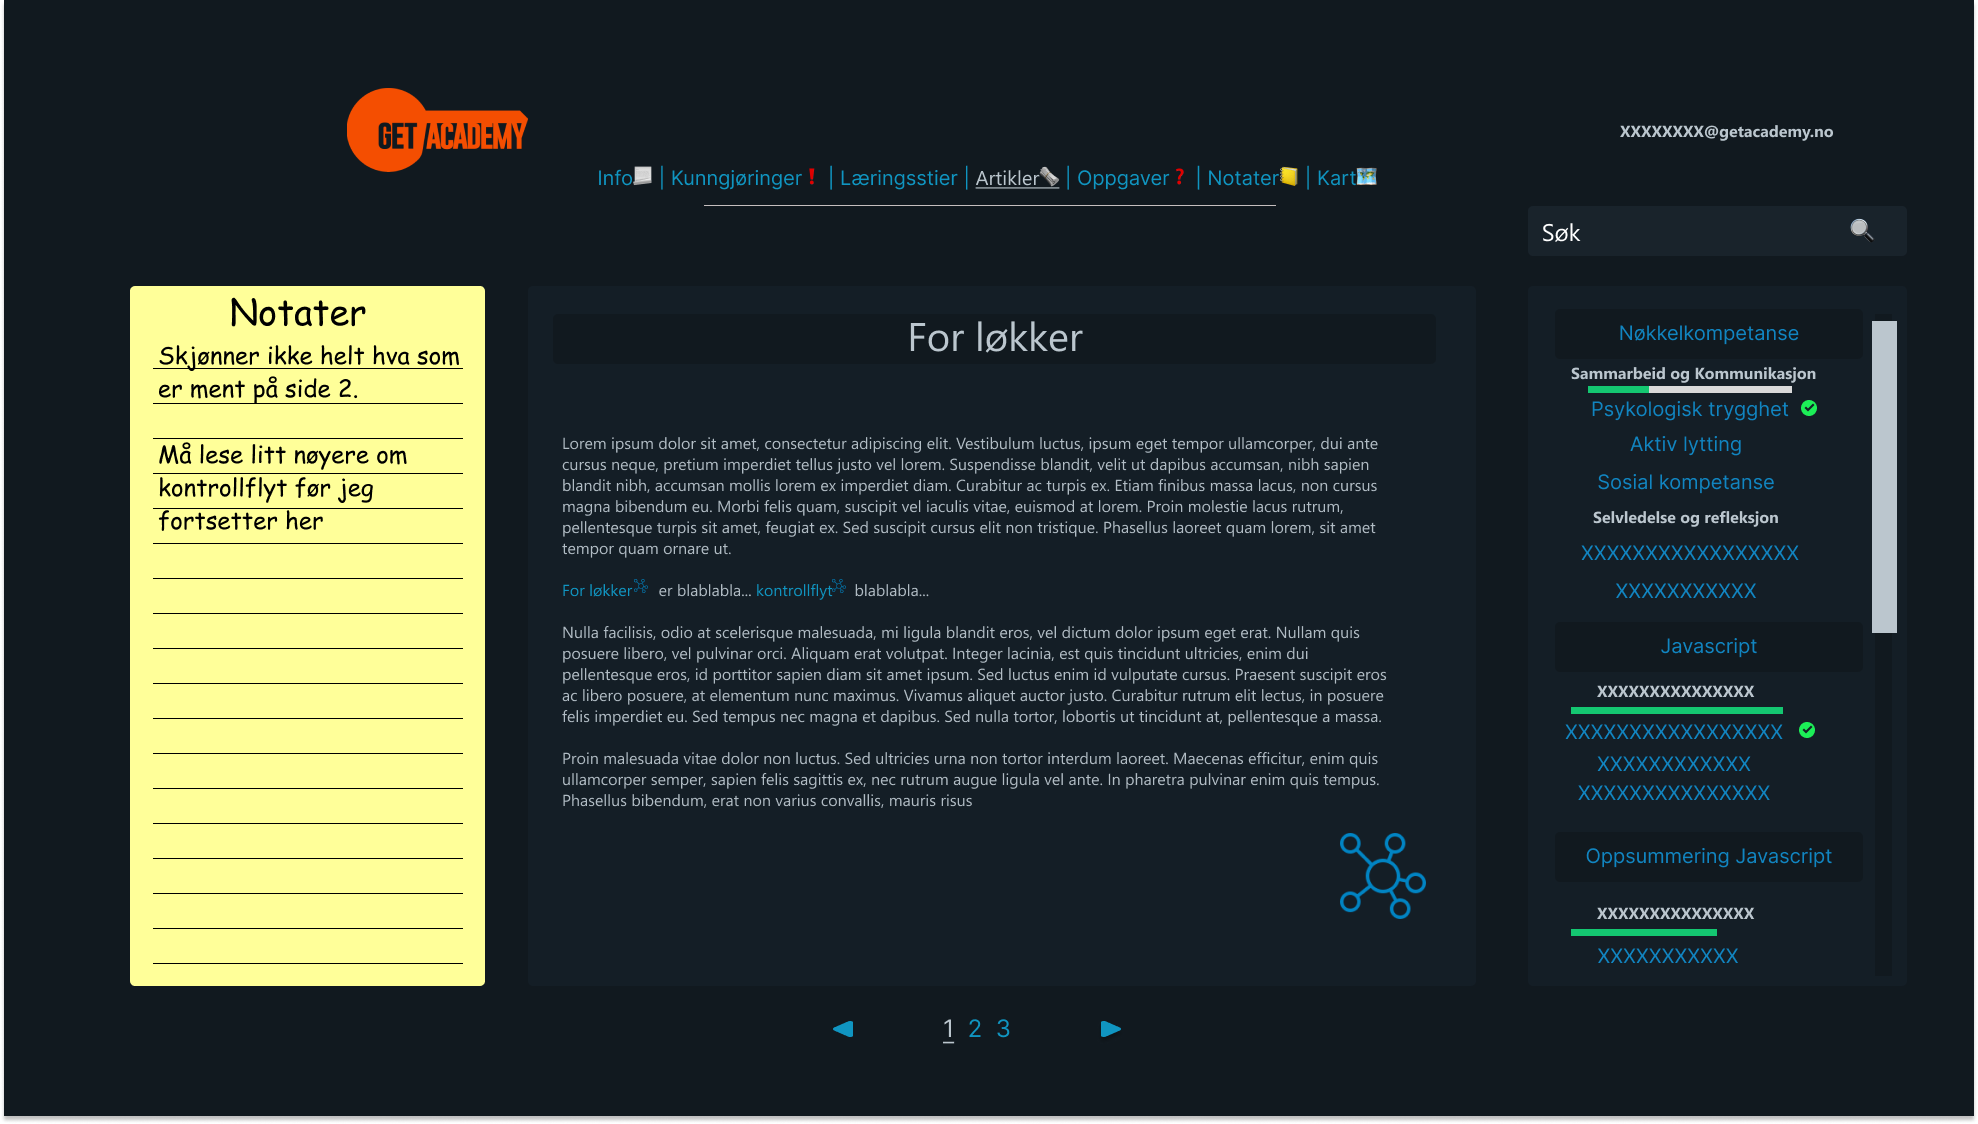 GET ACADEMY
XXXXXXXX@getacademy.no
Info | Kunngjøringer ! | Læringsstier | Artikler | Oppgaver ? | Notater | Kart
Søk
Notater
Skjønner ikke helt hva som
er ment på side 2.
Må lese litt nøyere om
kontrollflyt før jeg
fortsetter her
For løkker
Lorem ipsum dolor sit amet, consectetur adipiscing elit. Vestibulum luctus, ipsum eget tempor ullamcorper, dui ante
cursus neque, pretium imperdiet tellus justo vel lorem. Suspendisse blandit, velit ut dapibus accumsan, nibh sapien
blandit nibh, accumsan mollis lorem ex imperdiet diam. Curabitur ac turpis ex. Etiam finibus massa lacus, non cursus
magna bibendum eu. Morbi felis quam, suscipit vel iaculis vitae, euismod at lorem. Proin molestie lacus rutrum,
pellentesque turpis sit amet, feugiat ex. Sed suscipit cursus elit non tristique. Phasellus laoreet quam lorem, sit amet
tempor quam ornare ut.
For løkker er blablabla... kontrollflyt blablabla...
Nulla facilisis, odio at scelerisque malesuada, mi ligula blandit eros, vel dictum dolor ipsum eget erat. Nullam quis
posuere libero, vel pulvinar orci. Aliquam erat volutpat. Integer lacinia, est quis tincidunt ultricies, enim dui
pellentesque eros, id porttitor sapien diam sit amet ipsum. Sed luctus enim id vulputate cursus. Praesent suscipit eros
ac libero posuere, at elementum nunc maximus. Vivamus aliquet auctor justo. Curabitur rutrum elit lectus, in posuere
felis imperdiet eu. Sed tempus nec magna et dapibus. Sed nulla tortor, lobortis ut tincidunt at, pellentesque a massa.
Proin malesuada vitae dolor non luctus. Sed ultricies urna non tortor interdum laoreet. Maecenas efficitur, enim quis
ullamcorper semper, sapien felis sagittis ex, nec rutrum augue ligula vel ante. In pharetra pulvinar enim quis tempus.
Phasellus bibendum, erat non varius convallis, mauris risus
Nøkkelkompetanse
Sammarbeid og Kommunikasjon
Psykologisk trygghet
Aktiv lytting
Sosial kompetanse
Selvledelse og refleksjon
XXXXXXXXXXXXXXXXX
XXXXXXXXXXX
Javascript
XXXXXXXXXXXXXXX
XXXXXXXXXXXXXXXXX
XXXXXXXXXXXX
XXXXXXXXXXXXXXX
Oppsummering Javascript
XXXXXXXXXXXXXXX
XXXXXXXXXXX
1 2 3